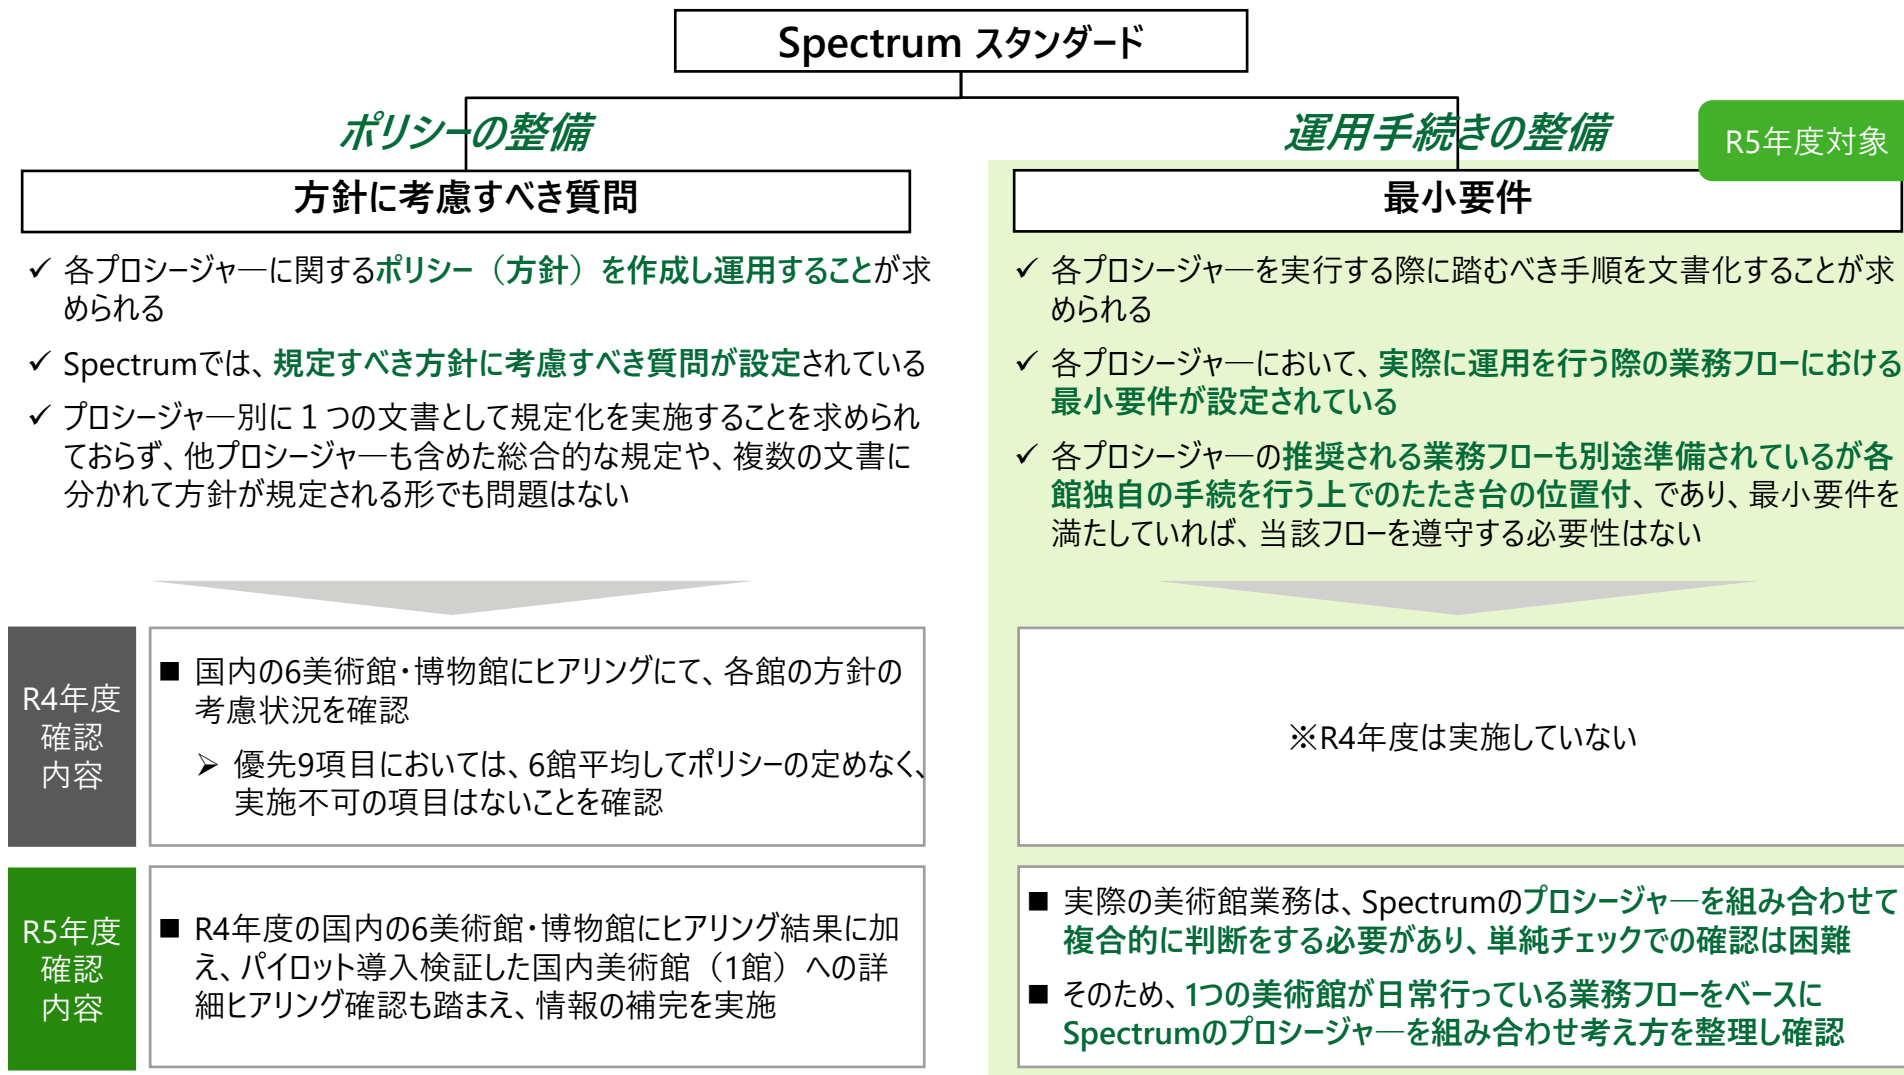 Spectrum スタンダード
ポリシーの整備
方針に考慮すべき質問
✓ 各プロシージャ―に関するポリシー（方針）を作成し運用することが求
められる
✓ Spectrumでは、規定すべき方針に考慮すべき質問が設定されている
✓ プロシージャ―別に１つの文書として規定化を実施することを求められ
ておらず、他プロシージャ―も含めた総合的な規定や、複数の文書に
分かれて方針が規定される形でも問題はない
運用手続きの整備
R5年度対象
最小要件
✓ 各プロシージャ―を実行する際に踏むべき手順を文書化することが求
められる
✓ 各プロシージャ―において、実際に運用を行う際の業務フローにおける
最小要件が設定されている
✓ 各プロシージャ―の推奨される業務フローも別途準備されているが各
館独自の手続を行う上でのたたき台の位置付、であり、最小要件を
満たしていれば、当該フローを遵守する必要性はない
R4年度
確認
内容
■ 国内の6美術館・博物館にヒアリングにて、各館の方針の
考慮状況を確認
➢ 優先9項目においては、6館平均してポリシーの定めなく、
実施不可の項目はないことを確認
※R4年度は実施していない
R5年度
確認
内容
■ R4年度の国内の6美術館・博物館にヒアリング結果に加
え、パイロット導入検証した国内美術館（1館）への詳
細ヒアリング確認も踏まえ、情報の補完を実施
■ 実際の美術館業務は、Spectrumのプロシージャ―を組み合わせて
複合的に判断をする必要があり、単純チェックでの確認は困難
■ そのため、1つの美術館が日常行っている業務フローをベースに
Spectrumのプロシージャ―を組み合わせ考え方を整理し確認